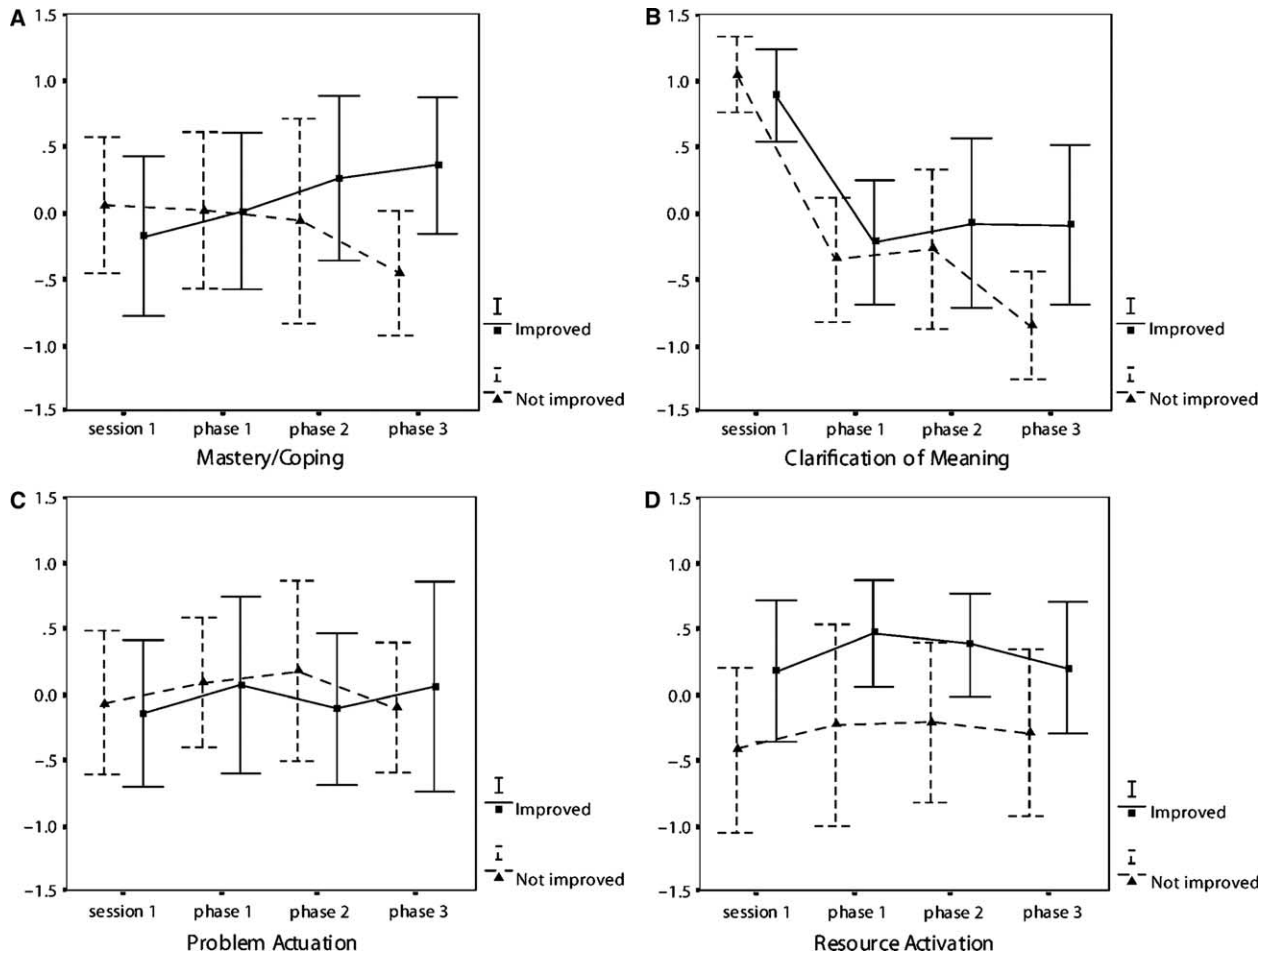 A
1.5
1.0
.5
0.0
−.5
−1.0
−1.5
session 1 phase 1 phase 2 phase 3
Mastery/Coping
Improved
Not improved
B
1.5
1.0
.5
0.0
−.5
−1.0
−1.5
session 1 phase 1 phase 2 phase 3
Clarification of Meaning
Improved
Not improved
C
1.5
1.0
.5
0.0
−.5
−1.0
−1.5
session 1 phase 1 phase 2 phase 3
Problem Actuation
Improved
Not improved
D
1.5
1.0
.5
0.0
−.5
−1.0
−1.5
session 1 phase 1 phase 2 phase 3
Resource Activation
Improved
Not improved